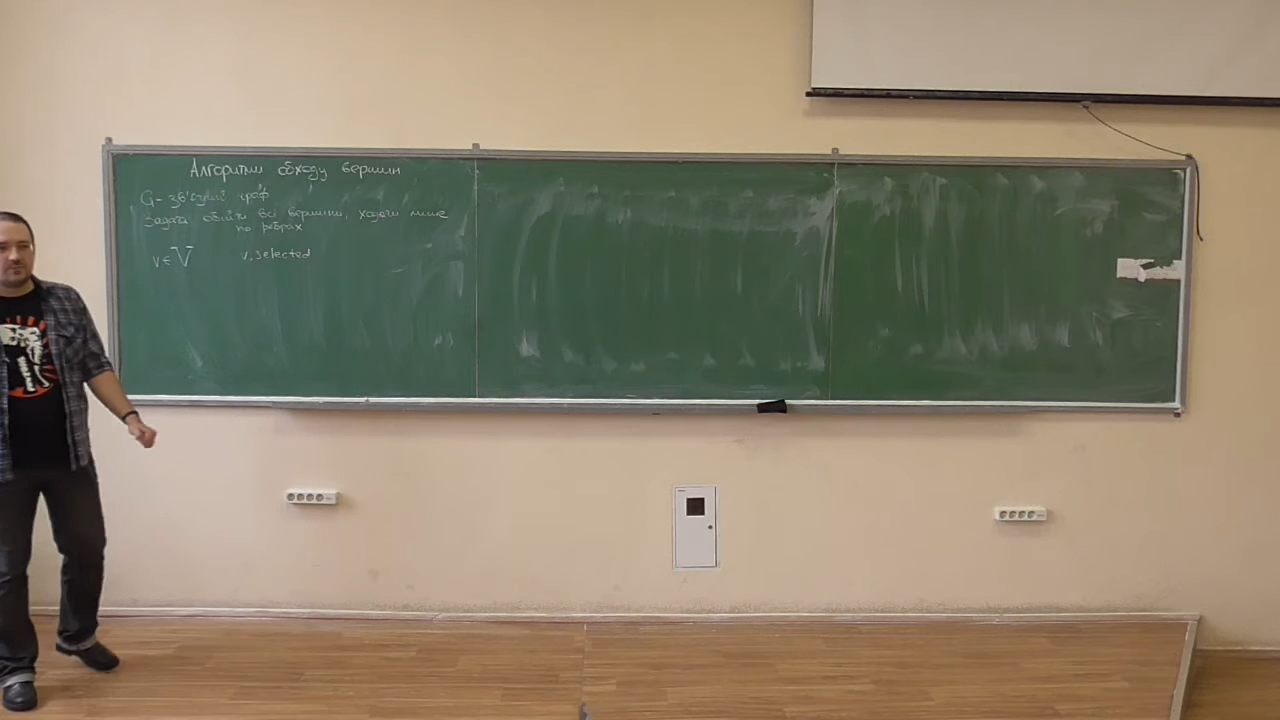 Алгоритми обходу вершин
G - зв'язний граф
Задача обійти всі вершини, ходячи лише
по ребрах
v ∈ V v.selected